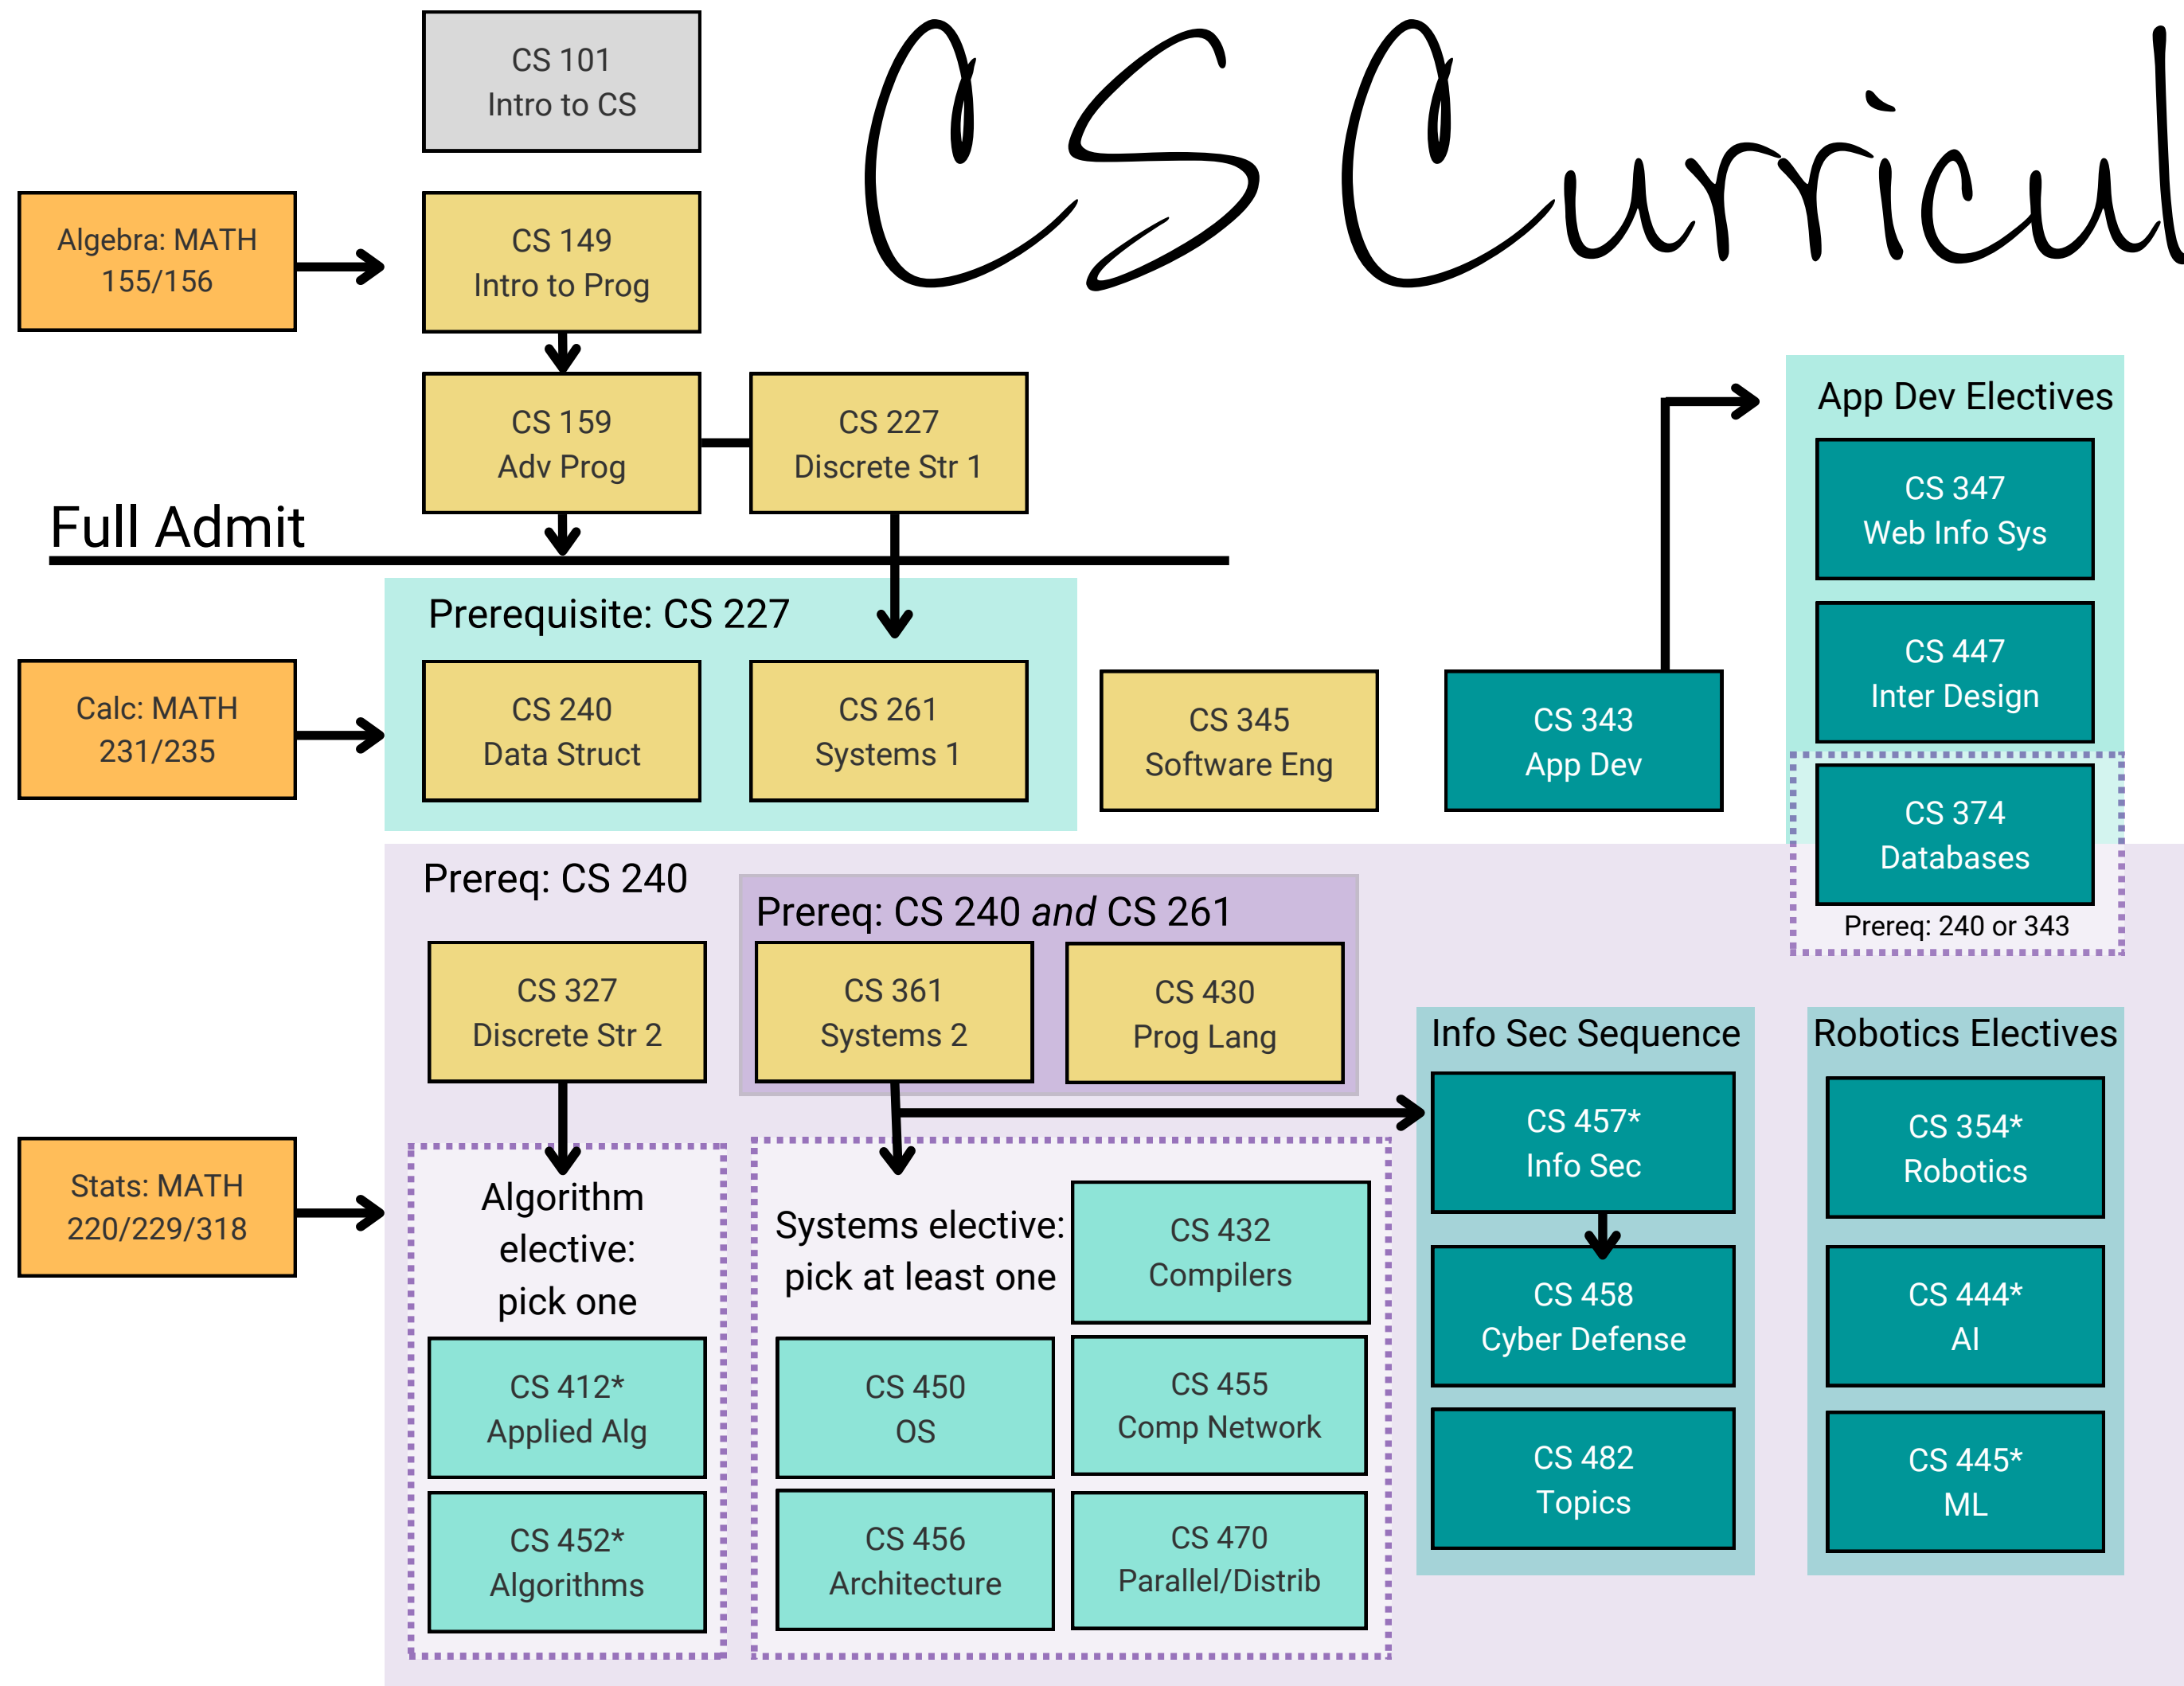 CS 101
Intro to CS
CS Curricul
Algebra: MATH
155/156
CS 149
Intro to Prog
CS 159
Adv Prog
CS 227
Discrete Str 1
Full Admit
App Dev Electives
CS 347
Web Info Sys
CS 447
Inter Design
CS 374
Databases
Prereq: 240 or 343
Prerequisite: CS 227
Calc: MATH
231/235
CS 240
Data Struct
CS 261
Systems 1
CS 345
Software Eng
CS 343
App Dev
Prereq: CS 240
Prereq: CS 240 and CS 261
CS 327
Discrete Str 2
CS 361
Systems 2
CS 430
Prog Lang
Stats: MATH
220/229/318
Algorithm
elective:
pick one
CS 412*
Applied Alg
CS 452*
Algorithms
Systems elective:
pick at least one
CS 432
Compilers
CS 450
OS
CS 455
Comp Network
CS 456
Architecture
CS 470
Parallel/Distrib
Info Sec Sequence
CS 457*
Info Sec
CS 458
Cyber Defense
CS 482
Topics
Robotics Electives
CS 354*
Robotics
CS 444*
AI
CS 445*
ML